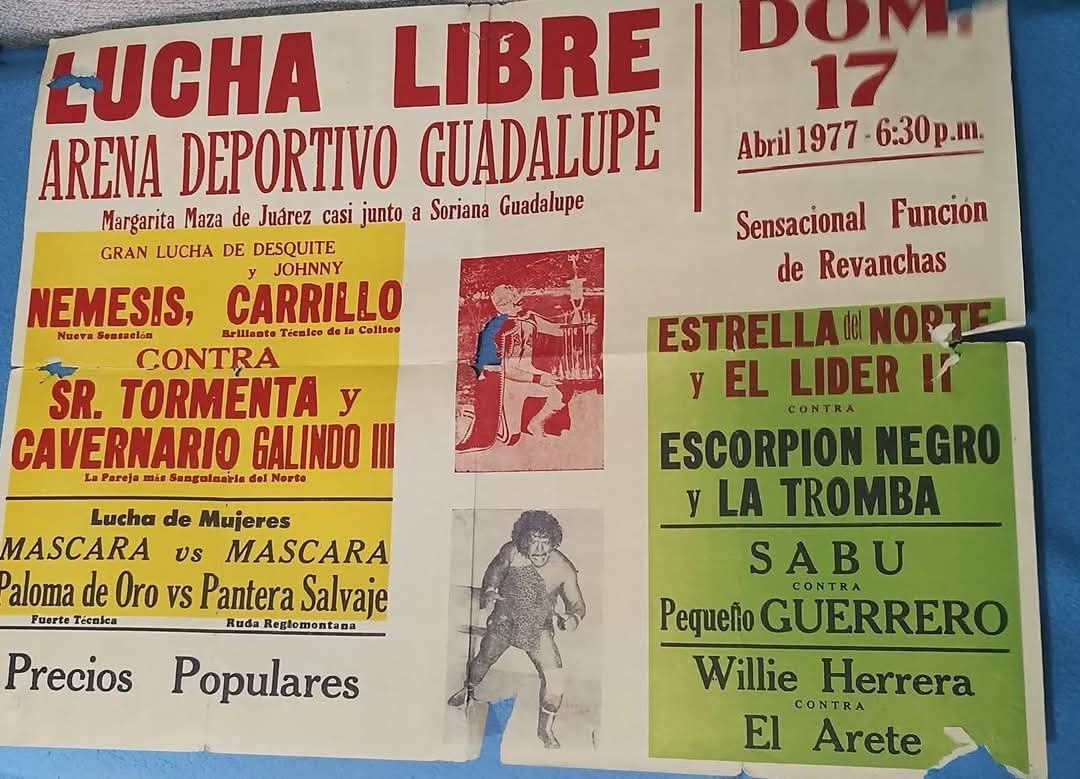 LUCHA LIBRE
ARENA DEPORTIVO GUADALUPE
Margarita Maza de Juárez casi junto a Soriana Guadalupe
DOM.
17
Abril 1977 - 6:30 p.m.
Sensacional Función
de Revanchas
GRAN LUCHA DE DESQUITE
y JOHNNY
NEMESIS, CARRILLO
Nueva Sensación Brillante Técnico de la Coliseo
CONTRA
SR. TORMENTA y
CAVERNARIO GALINDO III
La Pareja más Sanguinaria del Norte
Lucha de Mujeres
MASCARA vs MASCARA
Paloma de Oro vs Pantera Salvaje
Fuerte Técnica Ruda Regiomontana
Precios Populares
ESTRELLA del NORTE
y EL LIDER II
CONTRA
ESCORPION NEGRO
y LA TROMBA
SABU
CONTRA
Pequeño GUERRERO
Willie Herrera
CONTRA
El Arete